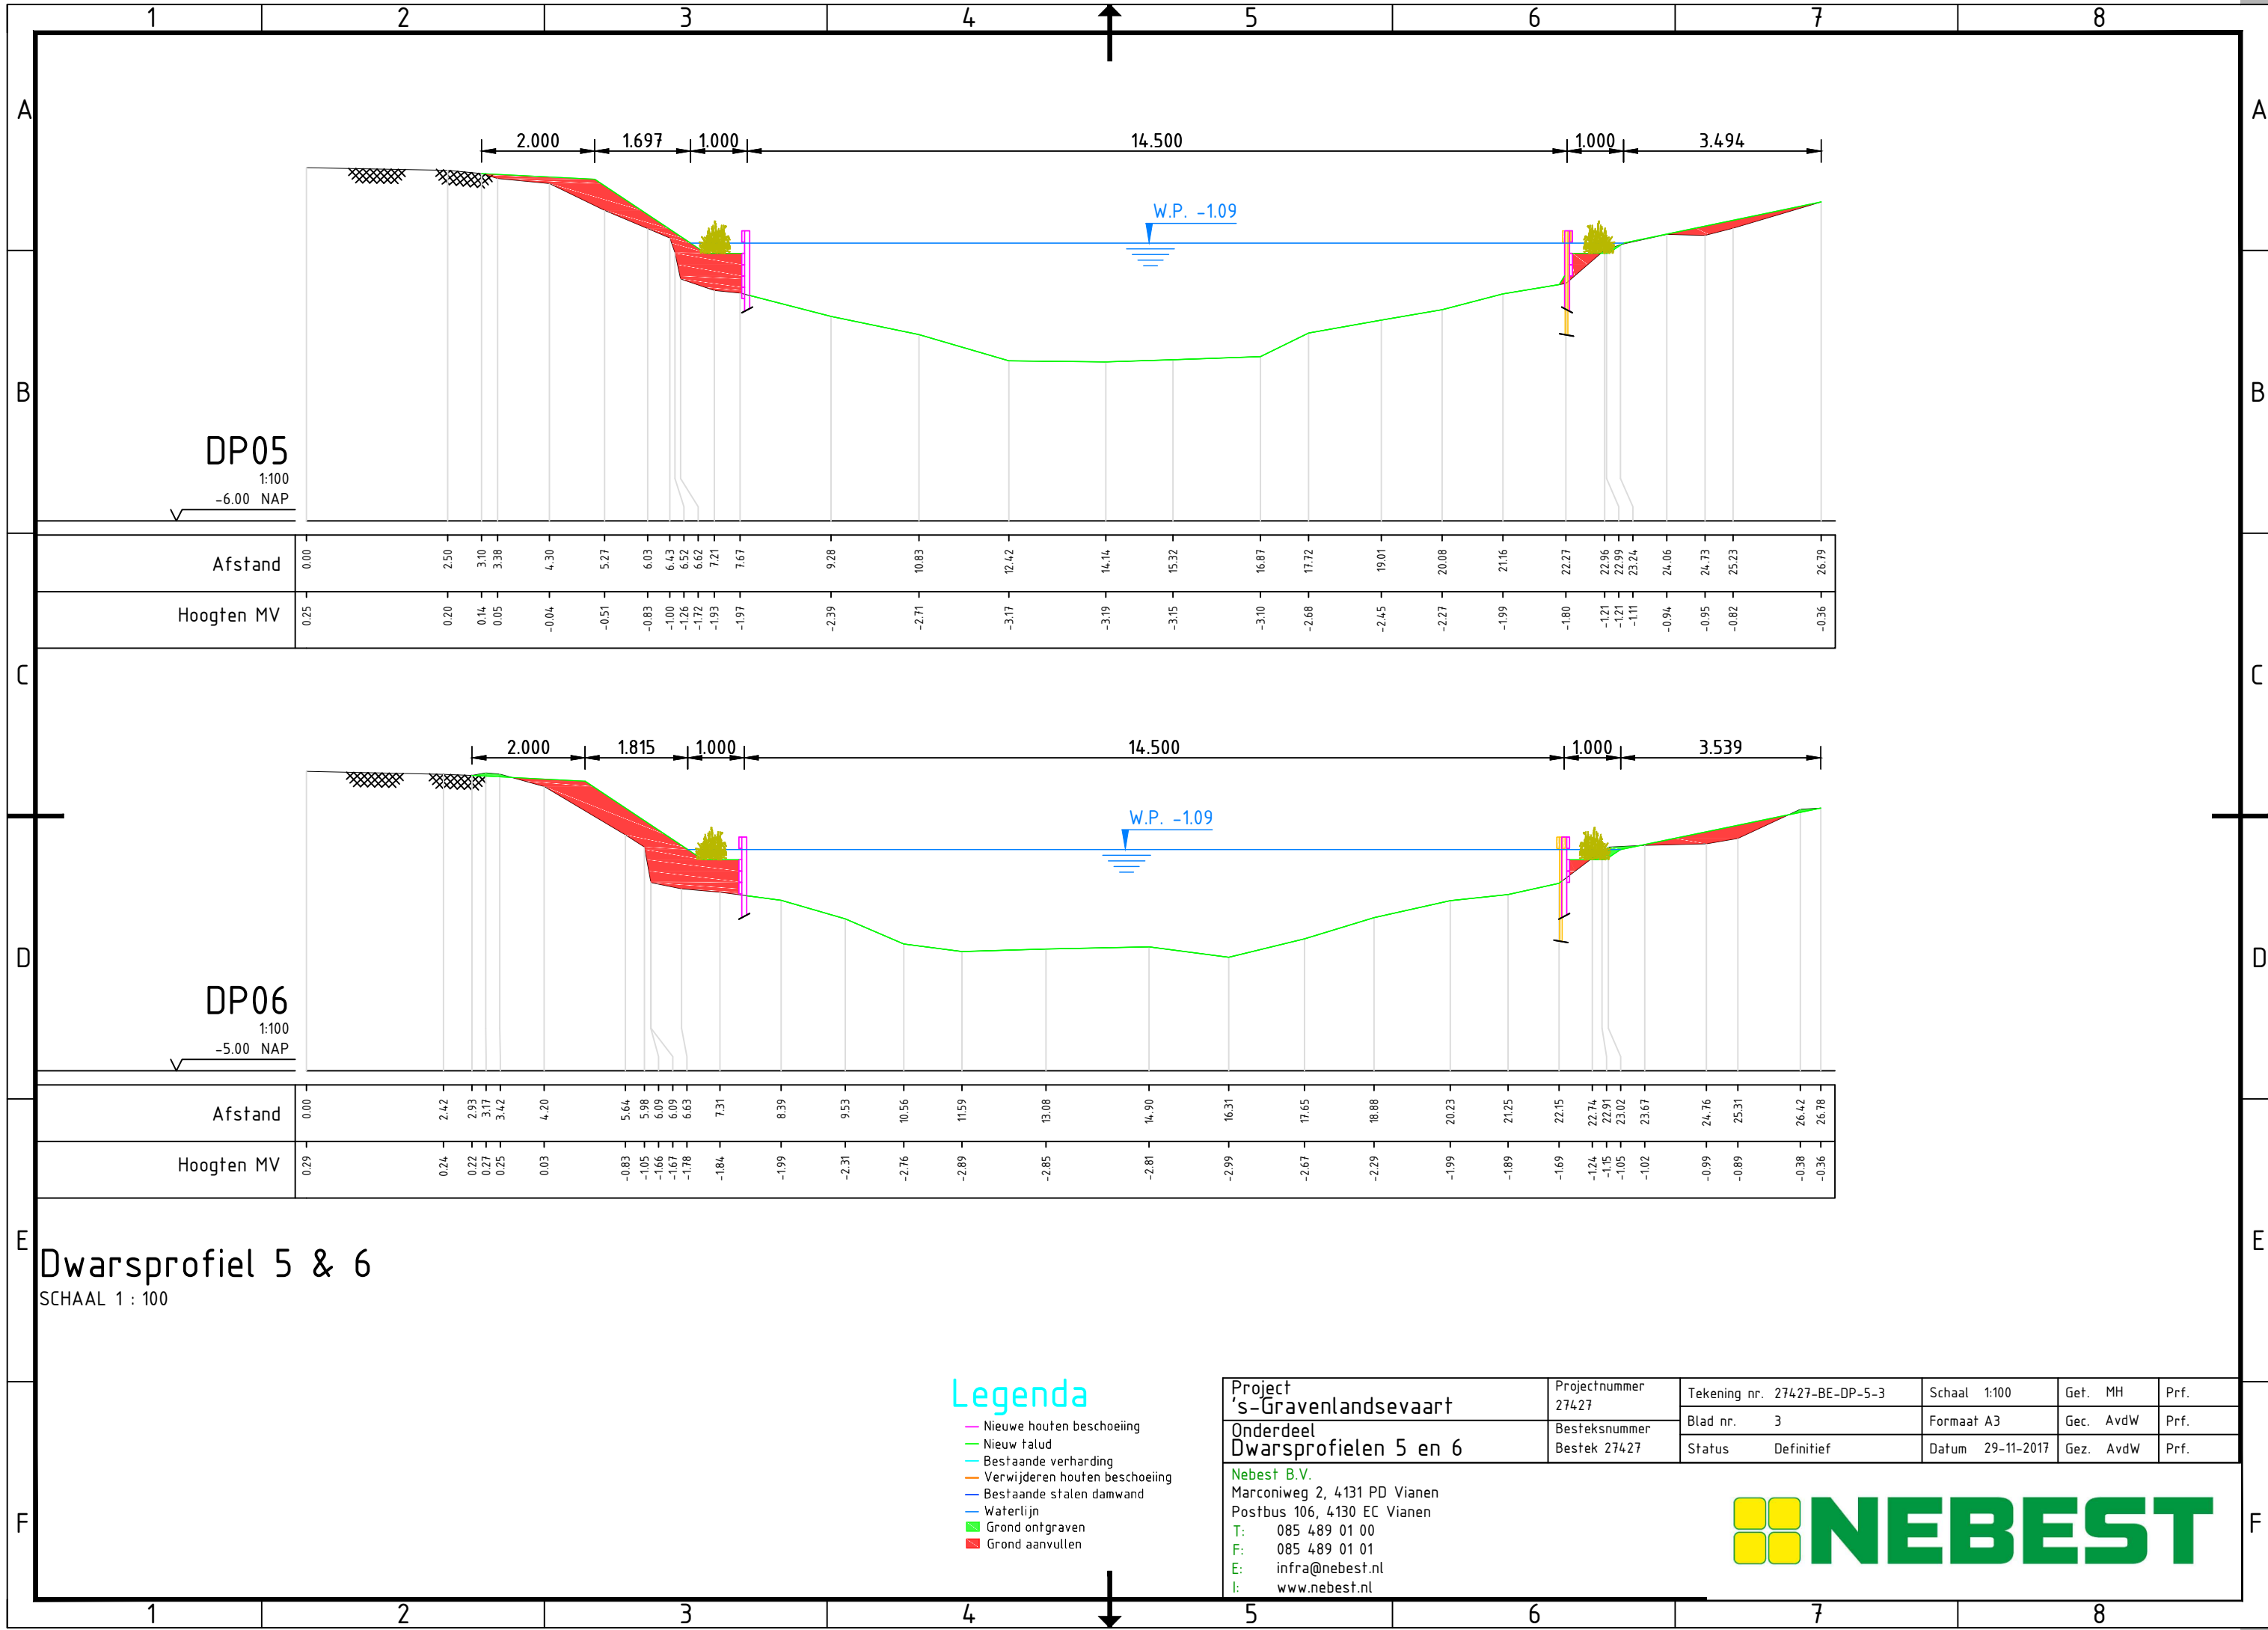 1 2 3 4 5 6 7 8
A A
2.000 1.697 1.000 14.500 1.000 3.494
W.P. -1.09
B B
DP05
1:100
-6.00 NAP
Afstand 0.00 2.50 3.10 3.38 4.30 5.27 6.03 6.43 6.52 6.62 7.21 7.67 9.28 10.83 12.42 14.14 15.32 16.87 17.72 19.01 20.08 21.16 22.27 22.96 22.99 23.24 24.06 24.73 25.23 26.79
Hoogten MV 0.25 0.20 0.14 0.05 -0.04 -0.51 -0.83 -1.00 -1.26 -1.72 -1.93 -1.97 -2.39 -2.71 -3.17 -3.19 -3.15 -3.10 -2.68 -2.45 -2.27 -1.99 -1.80 -1.21 -1.21 -1.11 -0.94 -0.95 -0.82 -0.36
C C
2.000 1.815 1.000 14.500 1.000 3.539
W.P. -1.09
D D
DP06
1:100
-5.00 NAP
Afstand 0.00 2.42 2.93 3.17 3.42 4.20 5.64 5.98 6.09 6.09 6.63 7.31 8.39 9.53 10.56 11.59 13.08 14.90 16.31 17.65 18.88 20.23 21.25 22.15 22.74 22.91 23.02 23.67 24.76 25.31 26.42 26.78
Hoogten MV 0.29 0.24 0.22 0.27 0.25 0.03 -0.83 -1.05 -1.66 -1.67 -1.78 -1.84 -1.99 -2.31 -2.76 -2.89 -2.85 -2.81 -2.99 -2.67 -2.29 -1.99 -1.89 -1.69 -1.24 -1.15 -1.05 -1.02 -0.99 -0.89 -0.38 -0.36
E E
Dwarsprofiel 5 & 6
SCHAAL 1 : 100
Legenda
Nieuwe houten beschoeiing
Nieuw talud
Bestaande verharding
Verwijderen houten beschoeiing
Bestaande stalen damwand
Waterlijn
Grond ontgraven
Grond aanvullen
Project
's-Gravenlandsevaart
Onderdeel
Dwarsprofielen 5 en 6
Projectnummer
27427
Besteksnummer
Bestek 27427
Tekening nr. 27427-BE-DP-5-3 Schaal 1:100 Get. MH Prf.
Blad nr. 3 Formaat A3 Gec. AvdW Prf.
Status Definitief Datum 29-11-2017 Gez. AvdW Prf.
Nebest B.V.
Marconiweg 2, 4131 PD Vianen
Postbus 106, 4130 EC Vianen
T: 085 489 01 00
F: 085 489 01 01
E: infra@nebest.nl
I: www.nebest.nl
NEBEST
F F
1 2 3 4 5 6 7 8